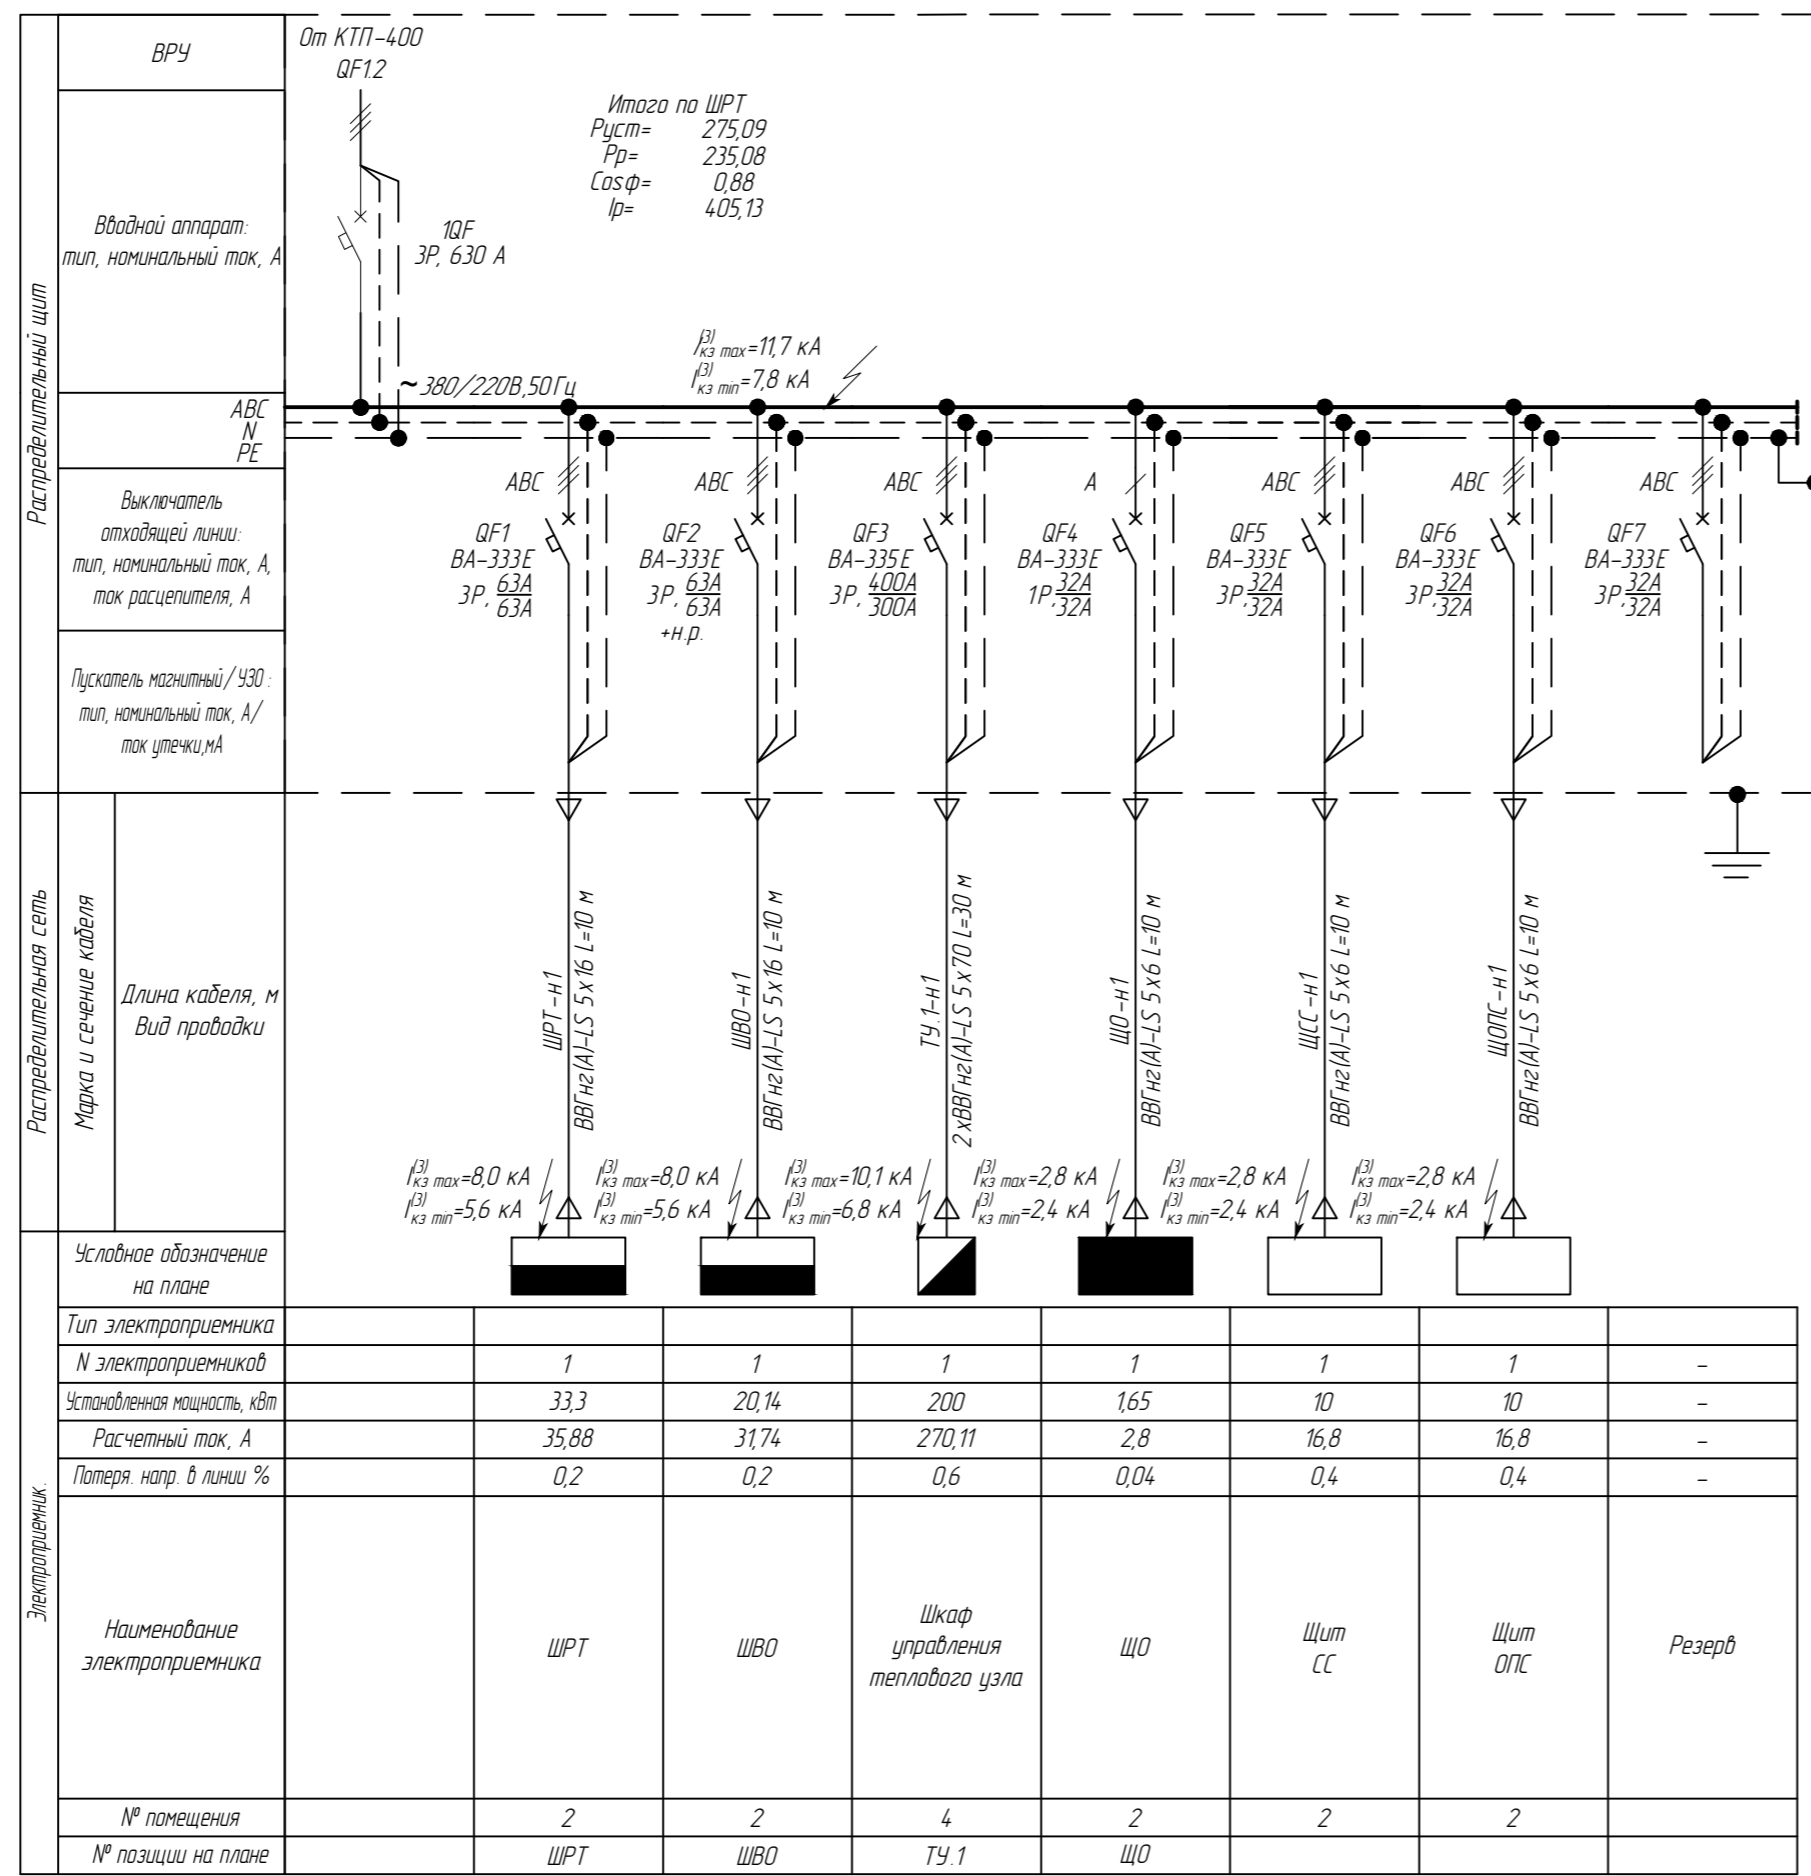 Распределительный щит
ВРУ
От КТП-400
QF1.2
Итого по ШРТ
Руст= 275,09
Рр= 235,08
Cosφ= 0,88
Iр= 405,13
Вводной аппарат:
тип, номинальный ток, А
1QF
3Р, 630 А
I(3)кз max=11,7 кА
I(3)кз min=7,8 кА
~380/220В,50Гц
ABC
N
PE
Выключатель
отходящей линии:
тип, номинальный ток, А,
ток расцепителя, А
ABC
QF1
ВА-333Е
3Р, 63А/63А
ABC
QF2
ВА-333Е
3Р, 63А/63А
+н.р.
ABC
QF3
ВА-335Е
3Р, 400А/300А
A
QF4
ВА-333Е
1Р, 32А/32А
ABC
QF5
ВА-333Е
3Р, 32А/32А
ABC
QF6
ВА-333Е
3Р, 32А/32А
ABC
QF7
ВА-333Е
3Р, 32А/32А
Пускатель магнитный/УЗО :
тип, номинальный ток, А/
ток утечки,мА
Распределительная сеть
Марка и сечение кабеля
Длина кабеля, м
Вид проводки
ШРТ-н1
ВВГнг(А)-LS 5х16 L=10 м
ШВО-н1
ВВГнг(А)-LS 5х16 L=10 м
ТУ.1-н1
2хВВГнг(А)-LS 5х70 L=30 м
ЩО-н1
ВВГнг(А)-LS 5х6 L=10 м
ЩСС-н1
ВВГнг(А)-LS 5х6 L=10 м
ЩОПС-н1
ВВГнг(А)-LS 5х6 L=10 м
I(3)кз max=8,0 кА
I(3)кз min=5,6 кА
I(3)кз max=8,0 кА
I(3)кз min=5,6 кА
I(3)кз max=10,1 кА
I(3)кз min=6,8 кА
I(3)кз max=2,8 кА
I(3)кз min=2,4 кА
I(3)кз max=2,8 кА
I(3)кз min=2,4 кА
I(3)кз max=2,8 кА
I(3)кз min=2,4 кА
Электроприемник.
Условное обозначение
на плане
Тип электроприемника
N электроприемников 1 1 1 1 1 1 -
Установленная мощность, кВт 33,3 20,14 200 1,65 10 10 -
Расчетный ток, А 35,88 31,74 270,11 2,8 16,8 16,8 -
Потеря. напр. в линии % 0,2 0,2 0,6 0,04 0,4 0,4 -
Наименование
электроприемника
ШРТ
ШВО
Шкаф
управления
теплового узла
ЩО
Щит
СС
Щит
ОПС
Резерв
№ помещения 2 2 4 2 2 2
№ позиции на плане ШРТ ШВО ТУ.1 ЩО